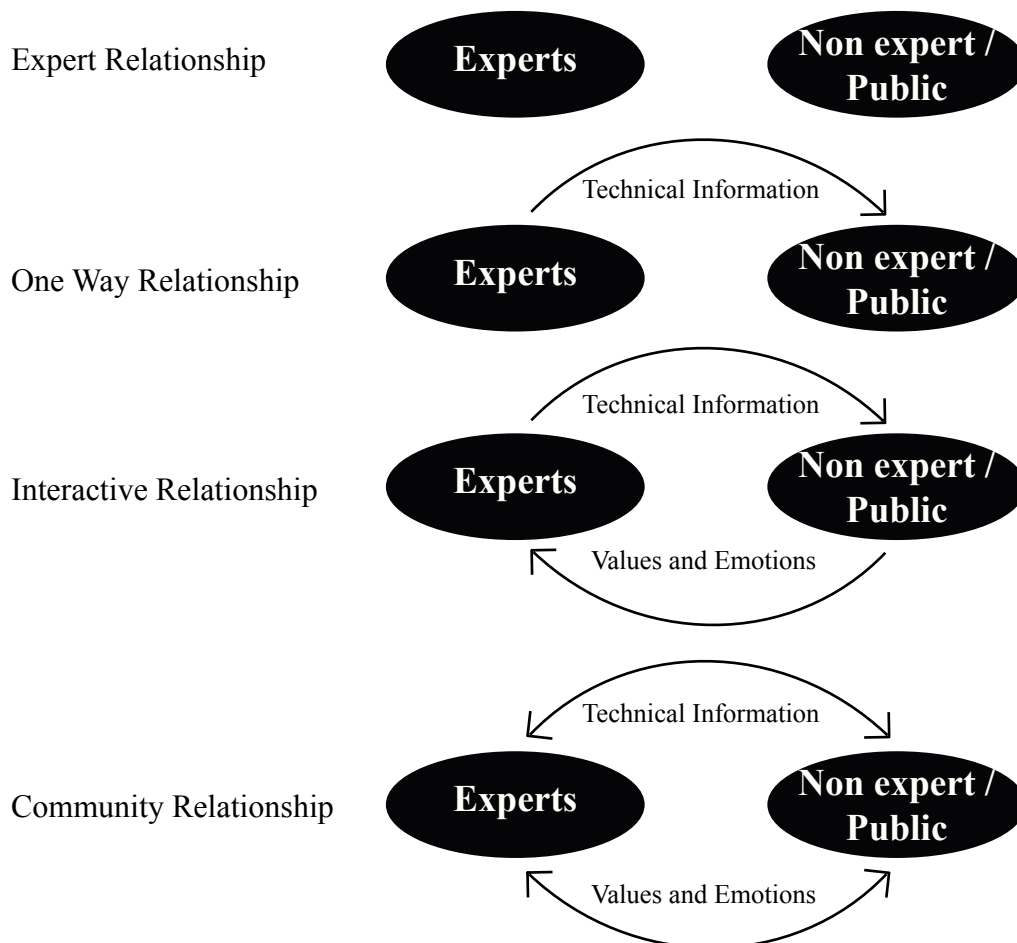 Expert Relationship
Experts
Non expert /
Public
Technical Information
One Way Relationship
Experts
Non expert /
Public
Technical Information
Interactive Relationship
Experts
Non expert /
Public
Values and Emotions
Technical Information
Community Relationship
Experts
Non expert /
Public
Values and Emotions